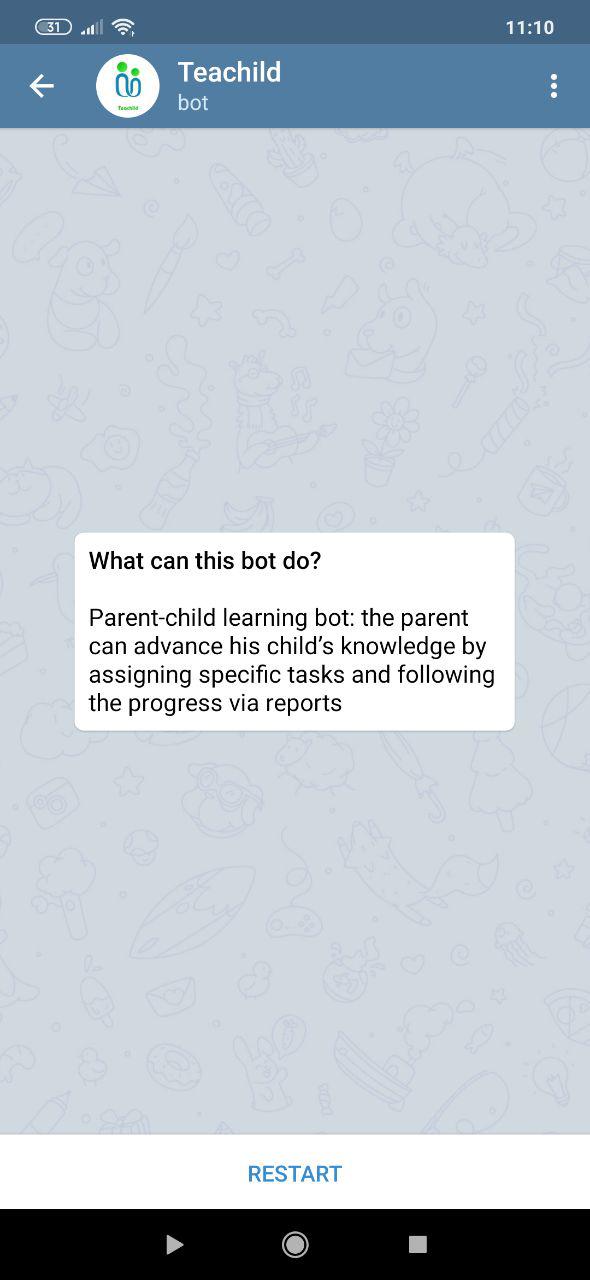 31
11:10
Teachild
bot
Teachild
What can this bot do?
Parent-child learning bot: the parent
can advance his child’s knowledge by
assigning specific tasks and following
the progress via reports
RESTART